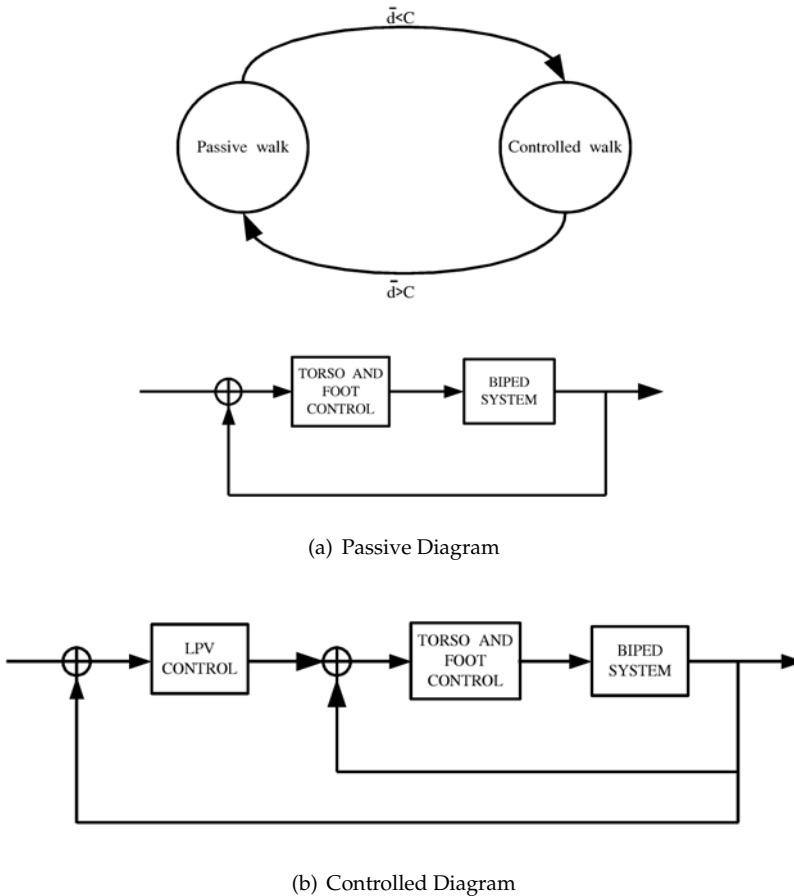 d̄<C
Passive walk
Controlled walk
d̄>C
TORSO AND
FOOT
CONTROL
BIPED
SYSTEM
(a) Passive Diagram
LPV
CONTROL
TORSO AND
FOOT
CONTROL
BIPED
SYSTEM
(b) Controlled Diagram